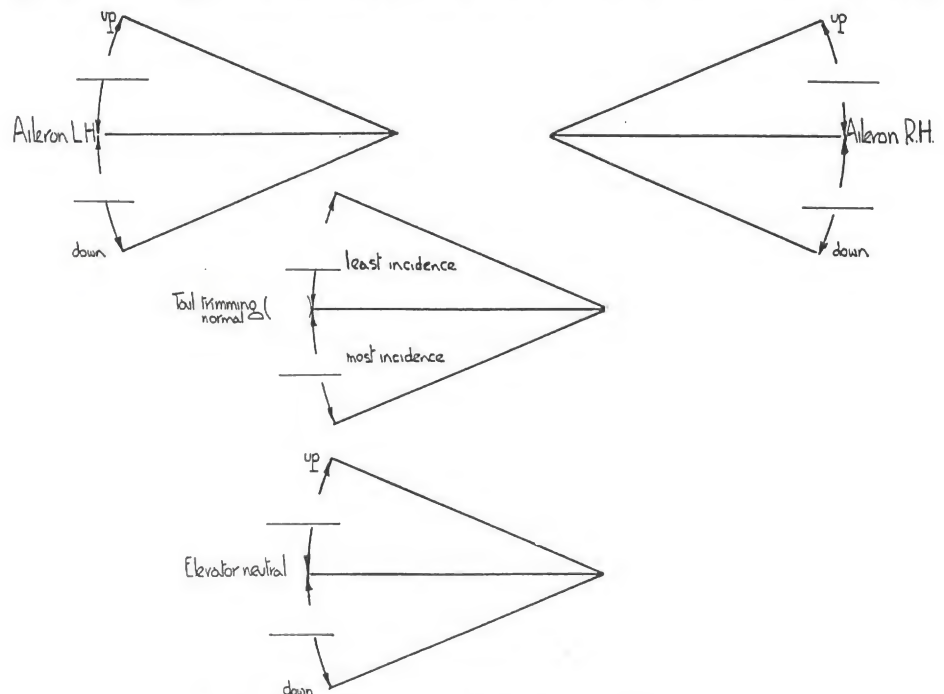 up
up
Aileron LH
Aileron R.H.
down
down
least incidence
Tail trimming
normal
most incidence
up
Elevator neutral
down